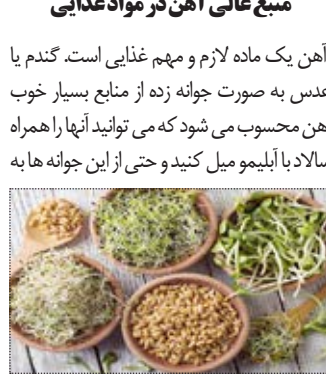 منبع عالی آهن در مواد غذایی
آهن یک ماده لازم و مهم غذایی است. گندم یا
عدس به صورت جوانه زده از منابع بسیار خوب
آهن محسوب می شود که می توانید آنها را همراه
سالاد با آبلیمو میل کنید و حتی از این جوانه ها به